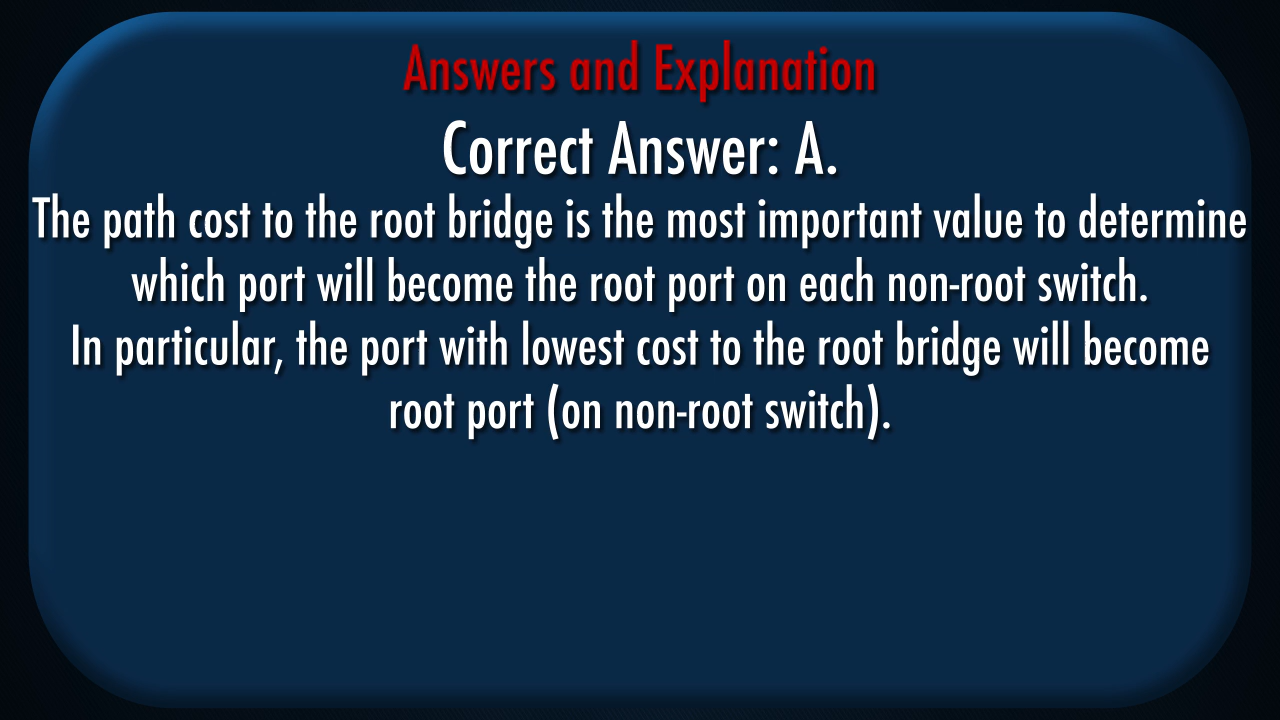 Answers and Explanation
Correct Answer: A.
The path cost to the root bridge is the most important value to determine
which port will become the root port on each non-root switch.
In particular, the port with lowest cost to the root bridge will become
root port (on non-root switch).